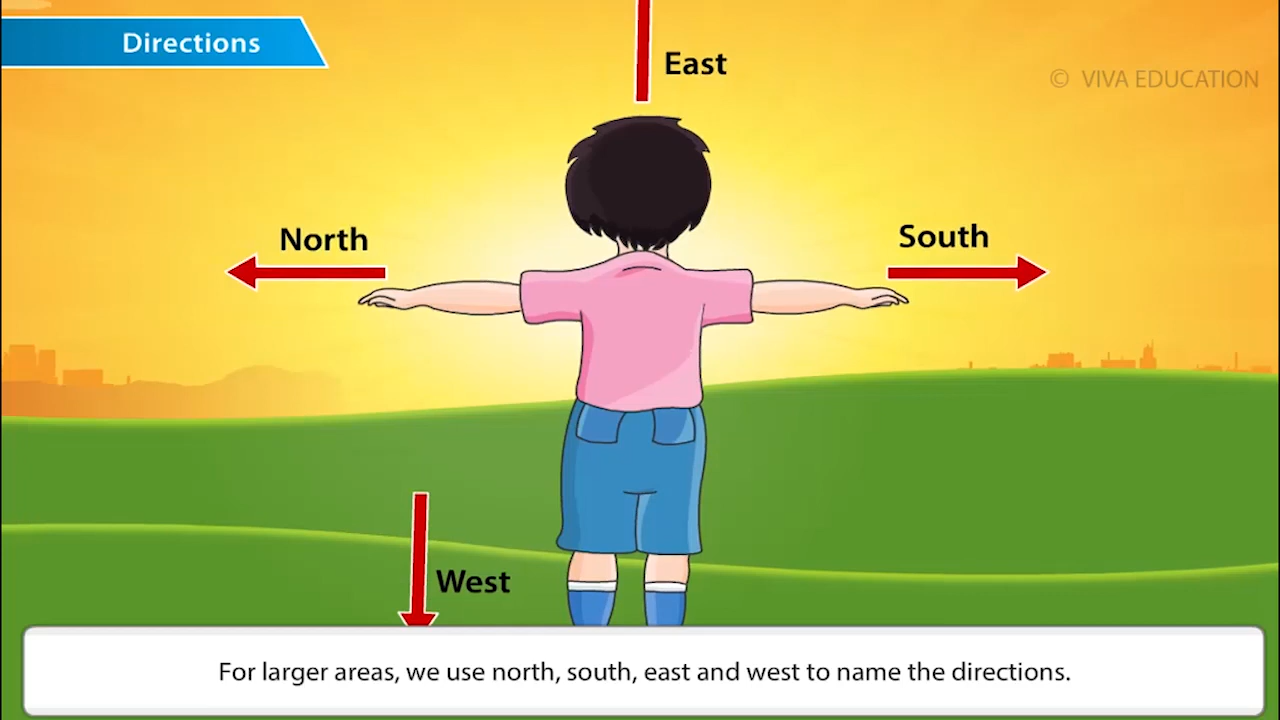 Directions
East
© VIVA EDUCATION
North
South
West
For larger areas, we use north, south, east and west to name the directions.